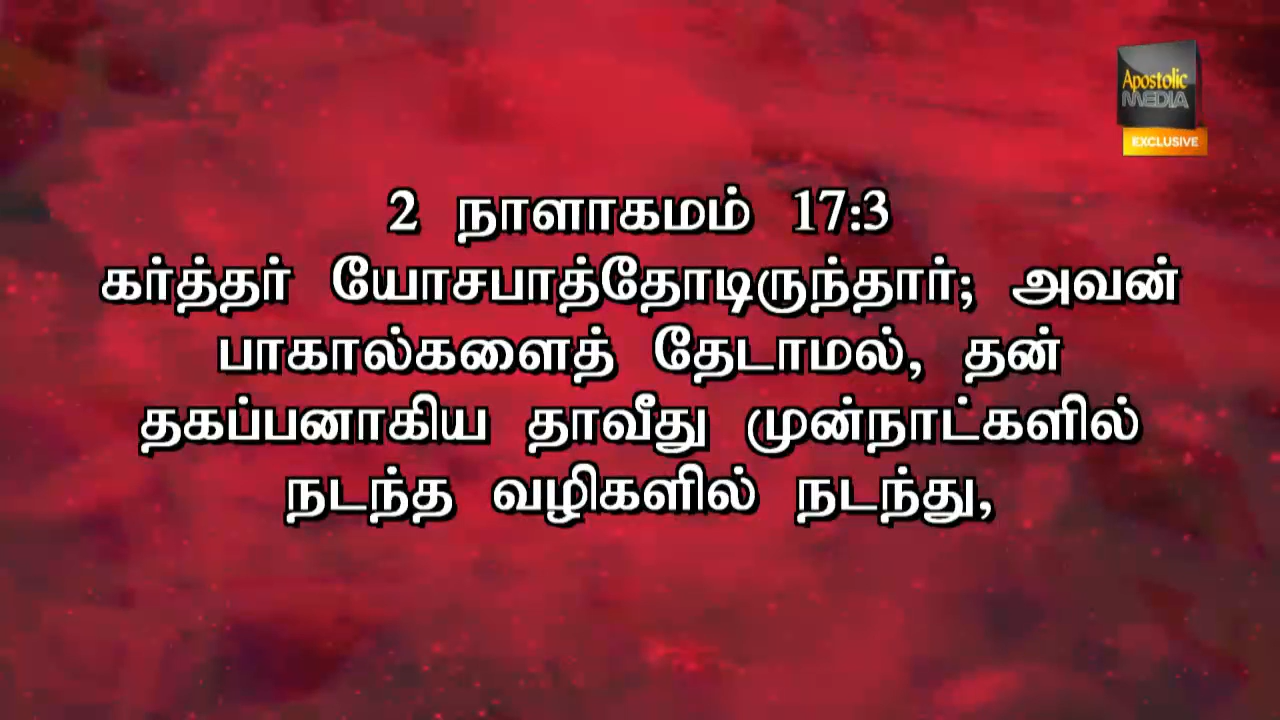 Apostolic
MEDIA
EXCLUSIVE
2 நாளாகமம் 17:3
கர்த்தர் யோசபாத்தோடிருந்தார்; அவன்
பாகால்களைத் தேடாமல், தன்
தகப்பனாகிய தாவீது முன்நாட்களில்
நடந்த வழிகளில் நடந்து,